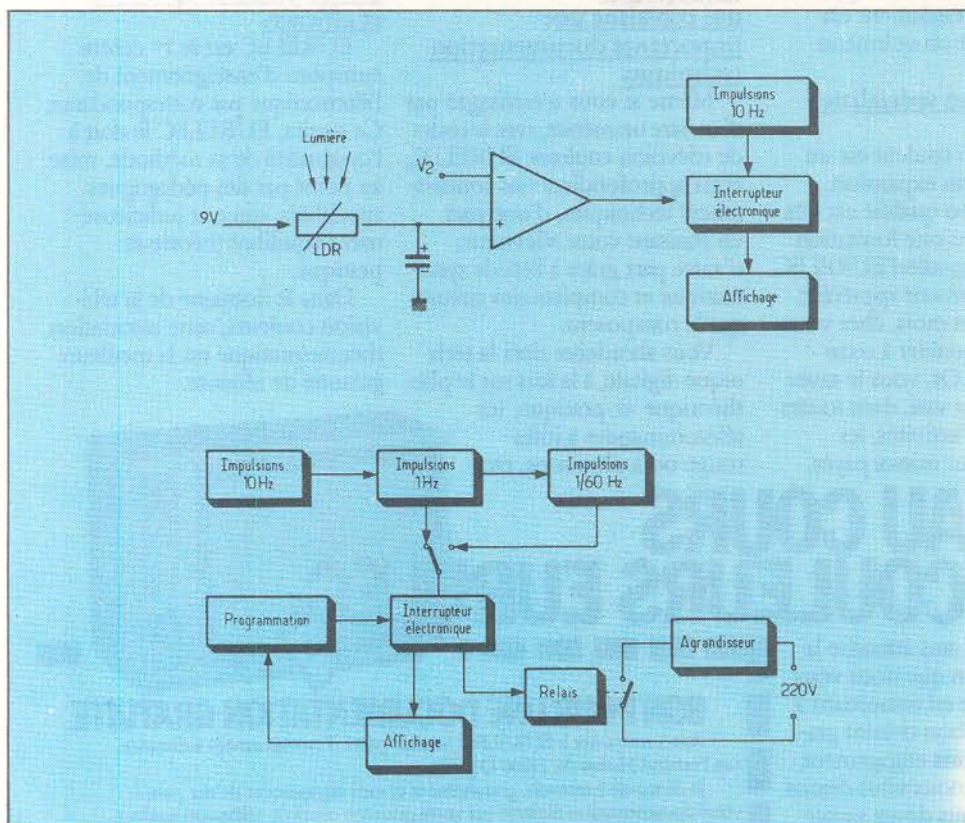 Impulsions
10 Hz
Lumière
V2
−
Interrupteur
électronique
9V
+
+
LDR
Affichage
Impulsions
10Hz
Impulsions
1Hz
Impulsions
1/60 Hz
Programmation
Interrupteur
électronique
Agrandisseur
Relais
220V
Affichage